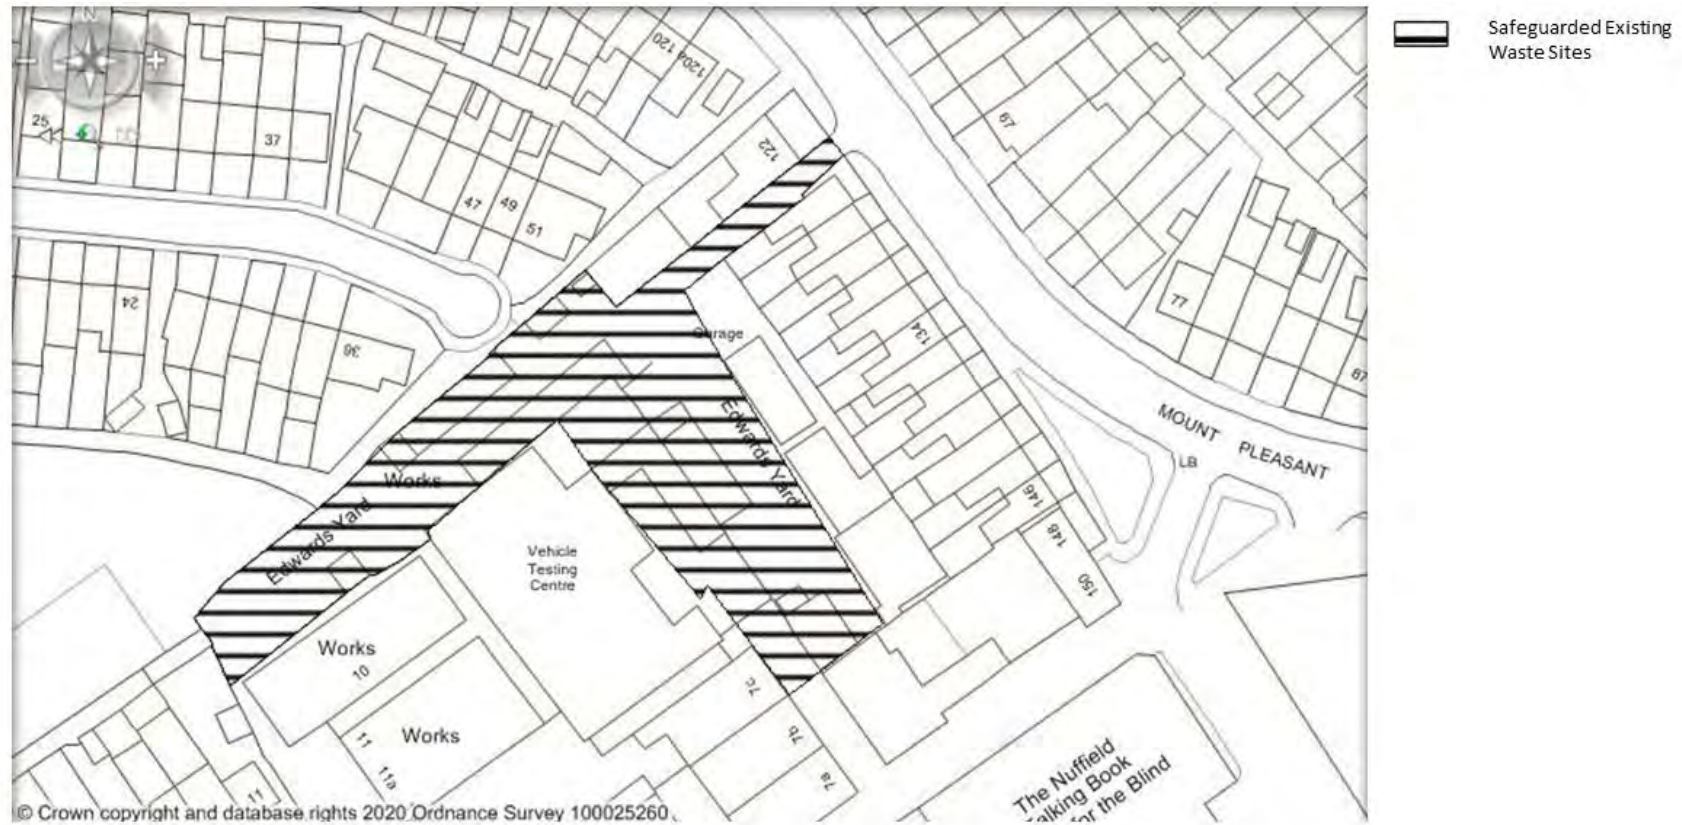 Safeguarded Existing
Waste Sites
N
120
120a
122
67
25
37
47
49
51
24
36
77
87
134
Garage
MOUNT PLEASANT
LB
Edwards Yard
Works
Edwards Yard
146
148
150
Vehicle
Testing
Centre
Works
10
7c
7b
7a
11
Works
11a
11
The Nuffield
alking Book
for the Blind
© Crown copyright and database rights 2020 Ordnance Survey 100025260